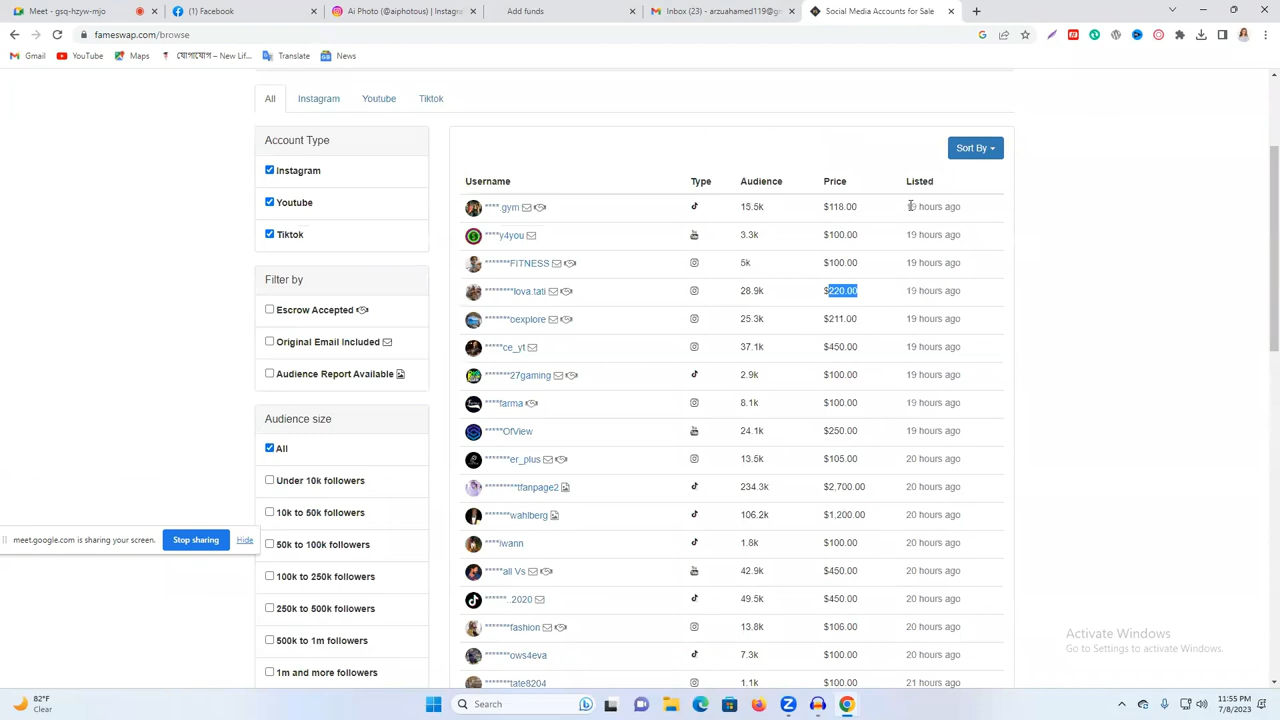 Meet - gsq-hzyw-mjo
Facebook
Ai Photo (@aiphotous) | Instagra
Add funds
Inbox (23) - arzuahamed119@gm
Social Media Accounts for Sale
fameswap.com/browse
Gmail
YouTube
Maps
যোগাযোগ – New Lif...
Translate
News
All
Instagram
Youtube
Tiktok
Account Type
Instagram
Youtube
Tiktok
Filter by
Escrow Accepted
Original Email Included
Audience Report Available
Audience size
All
Under 10k followers
10k to 50k followers
50k to 100k followers
100k to 250k followers
250k to 500k followers
500k to 1m followers
1m and more followers
Sort By
Username Type Audience Price Listed
****.gym 15.5k $118.00 19 hours ago
****y4you 3.3k $100.00 19 hours ago
*******FITNESS 5k $100.00 19 hours ago
********lova.tati 28.9k $220.00 19 hours ago
********oexplore 25.3k $211.00 19 hours ago
*****ce_yt 37.1k $450.00 19 hours ago
*******27gaming 2.9k $100.00 19 hours ago
****farma 8.1k $100.00 19 hours ago
*****OfView 24.1k $250.00 19 hours ago
*******er_plus 13.5k $105.00 20 hours ago
*********tfanpage2 234.3k $2,700.00 20 hours ago
*******wahlberg 106.2k $1,200.00 20 hours ago
****iwann 1.8k $100.00 20 hours ago
*****all Vs 42.9k $450.00 20 hours ago
******..2020 49.5k $450.00 20 hours ago
*******fashion 13.8k $106.00 20 hours ago
*******ows4eva 7.3k $100.00 20 hours ago
*******tate8204 1.1k $100.00 21 hours ago
meet.google.com is sharing your screen.
Stop sharing
Hide
Activate Windows
Go to Settings to activate Windows.
82°F
Clear
Search
11:55 PM
7/8/2023